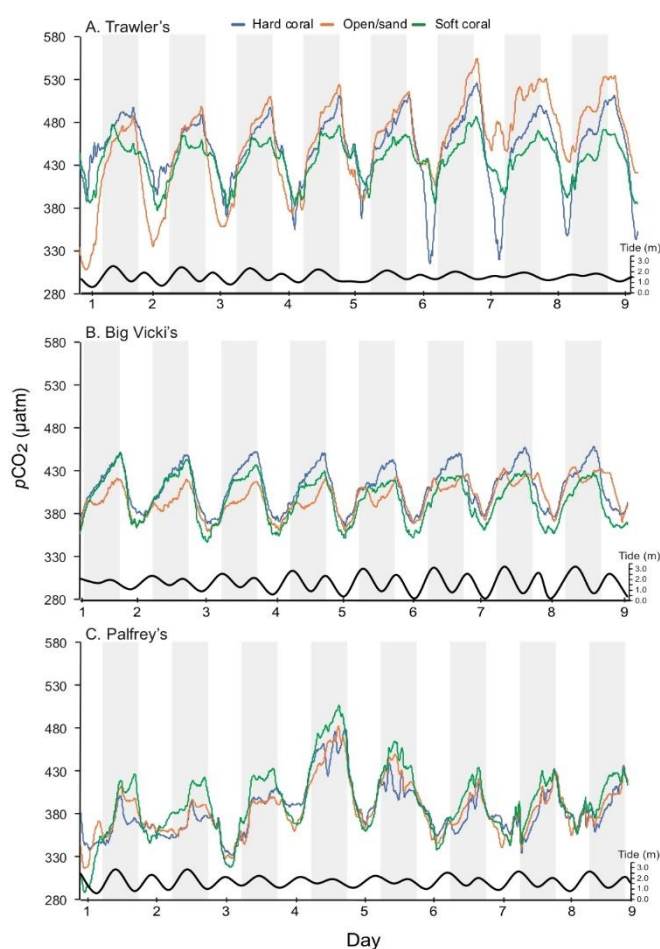 A. Trawler's
Hard coral Open/sand Soft coral
580
530
480
430
380
330
280
Tide (m)
3.0
2.0
1.0
0.0
1 2 3 4 5 6 7 8 9
B. Big Vicki's
580
530
480
430
380
330
280
pCO₂ (µatm)
Tide (m)
3.0
2.0
1.0
0.0
1 2 3 4 5 6 7 8 9
C. Palfrey's
580
530
480
430
380
330
280
Tide (m)
3.0
2.0
1.0
0.0
1 2 3 4 5 6 7 8 9
Day